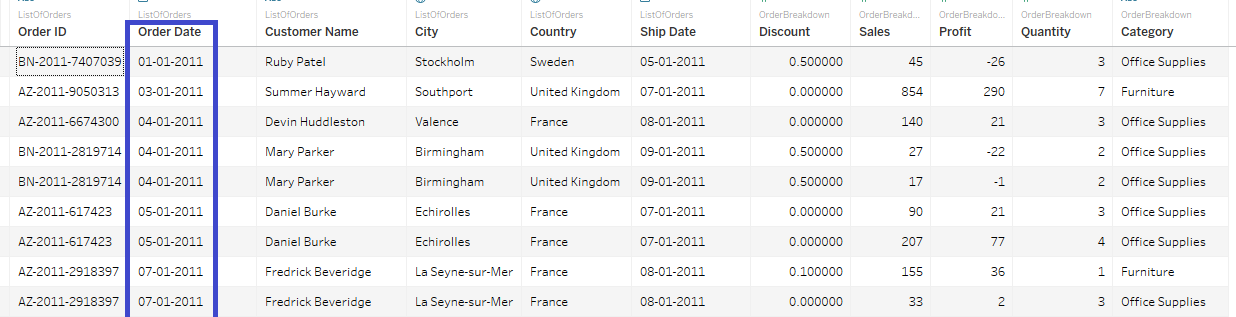 ListOfOrders ListOfOrders ListOfOrders ListOfOrders ListOfOrders ListOfOrders OrderBreakdown OrderBreakd... OrderBreakdo... OrderBreakdown OrderBreakdown
Order ID Order Date Customer Name City Country Ship Date Discount Sales Profit Quantity Category
BN-2011-7407039 01-01-2011 Ruby Patel Stockholm Sweden 05-01-2011 0.500000 45 -26 3 Office Supplies
AZ-2011-9050313 03-01-2011 Summer Hayward Southport United Kingdom 07-01-2011 0.000000 854 290 7 Furniture
AZ-2011-6674300 04-01-2011 Devin Huddleston Valence France 08-01-2011 0.000000 140 21 3 Office Supplies
BN-2011-2819714 04-01-2011 Mary Parker Birmingham United Kingdom 09-01-2011 0.500000 27 -22 2 Office Supplies
BN-2011-2819714 04-01-2011 Mary Parker Birmingham United Kingdom 09-01-2011 0.500000 17 -1 2 Office Supplies
AZ-2011-617423 05-01-2011 Daniel Burke Echirolles France 07-01-2011 0.000000 90 21 3 Office Supplies
AZ-2011-617423 05-01-2011 Daniel Burke Echirolles France 07-01-2011 0.000000 207 77 4 Office Supplies
AZ-2011-2918397 07-01-2011 Fredrick Beveridge La Seyne-sur-Mer France 08-01-2011 0.100000 155 36 1 Furniture
AZ-2011-2918397 07-01-2011 Fredrick Beveridge La Seyne-sur-Mer France 08-01-2011 0.000000 33 2 3 Office Supplies